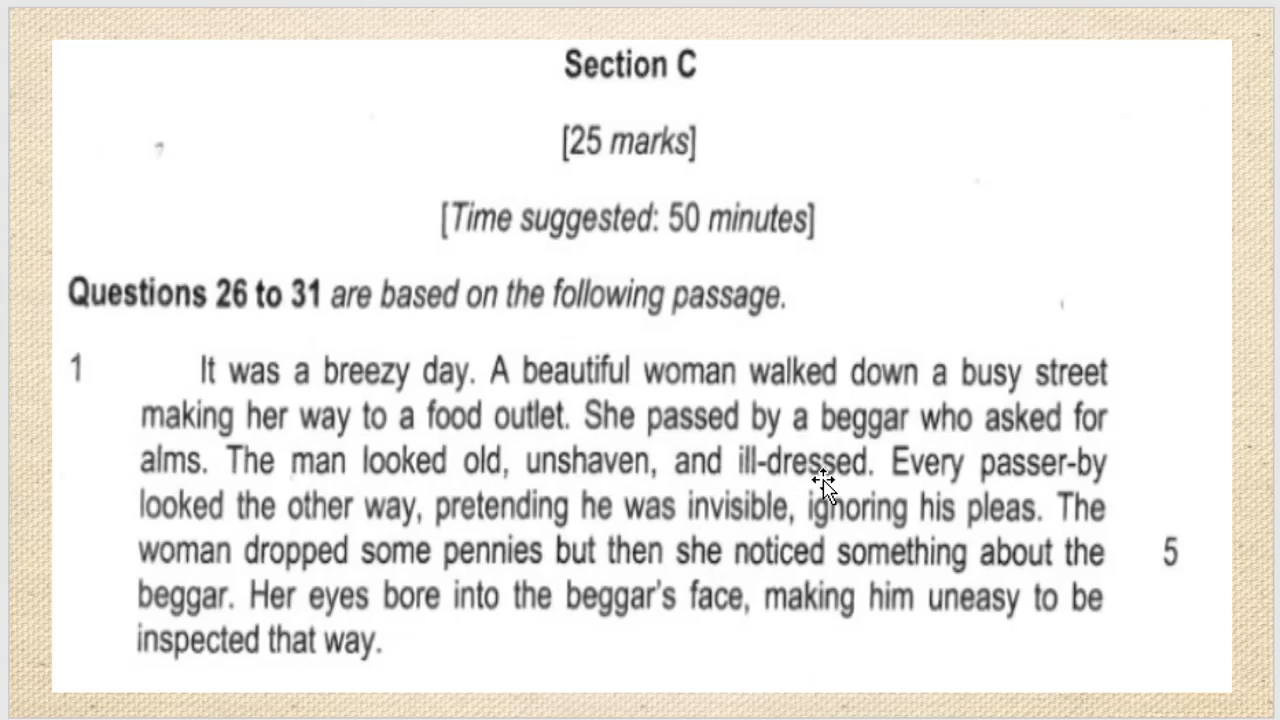 Section C
[25 marks]
[Time suggested: 50 minutes]
Questions 26 to 31 are based on the following passage.
1 It was a breezy day. A beautiful woman walked down a busy street
making her way to a food outlet. She passed by a beggar who asked for
alms. The man looked old, unshaven, and ill-dressed. Every passer-by
looked the other way, pretending he was invisible, ignoring his pleas. The
woman dropped some pennies but then she noticed something about the 5
beggar. Her eyes bore into the beggar's face, making him uneasy to be
inspected that way.